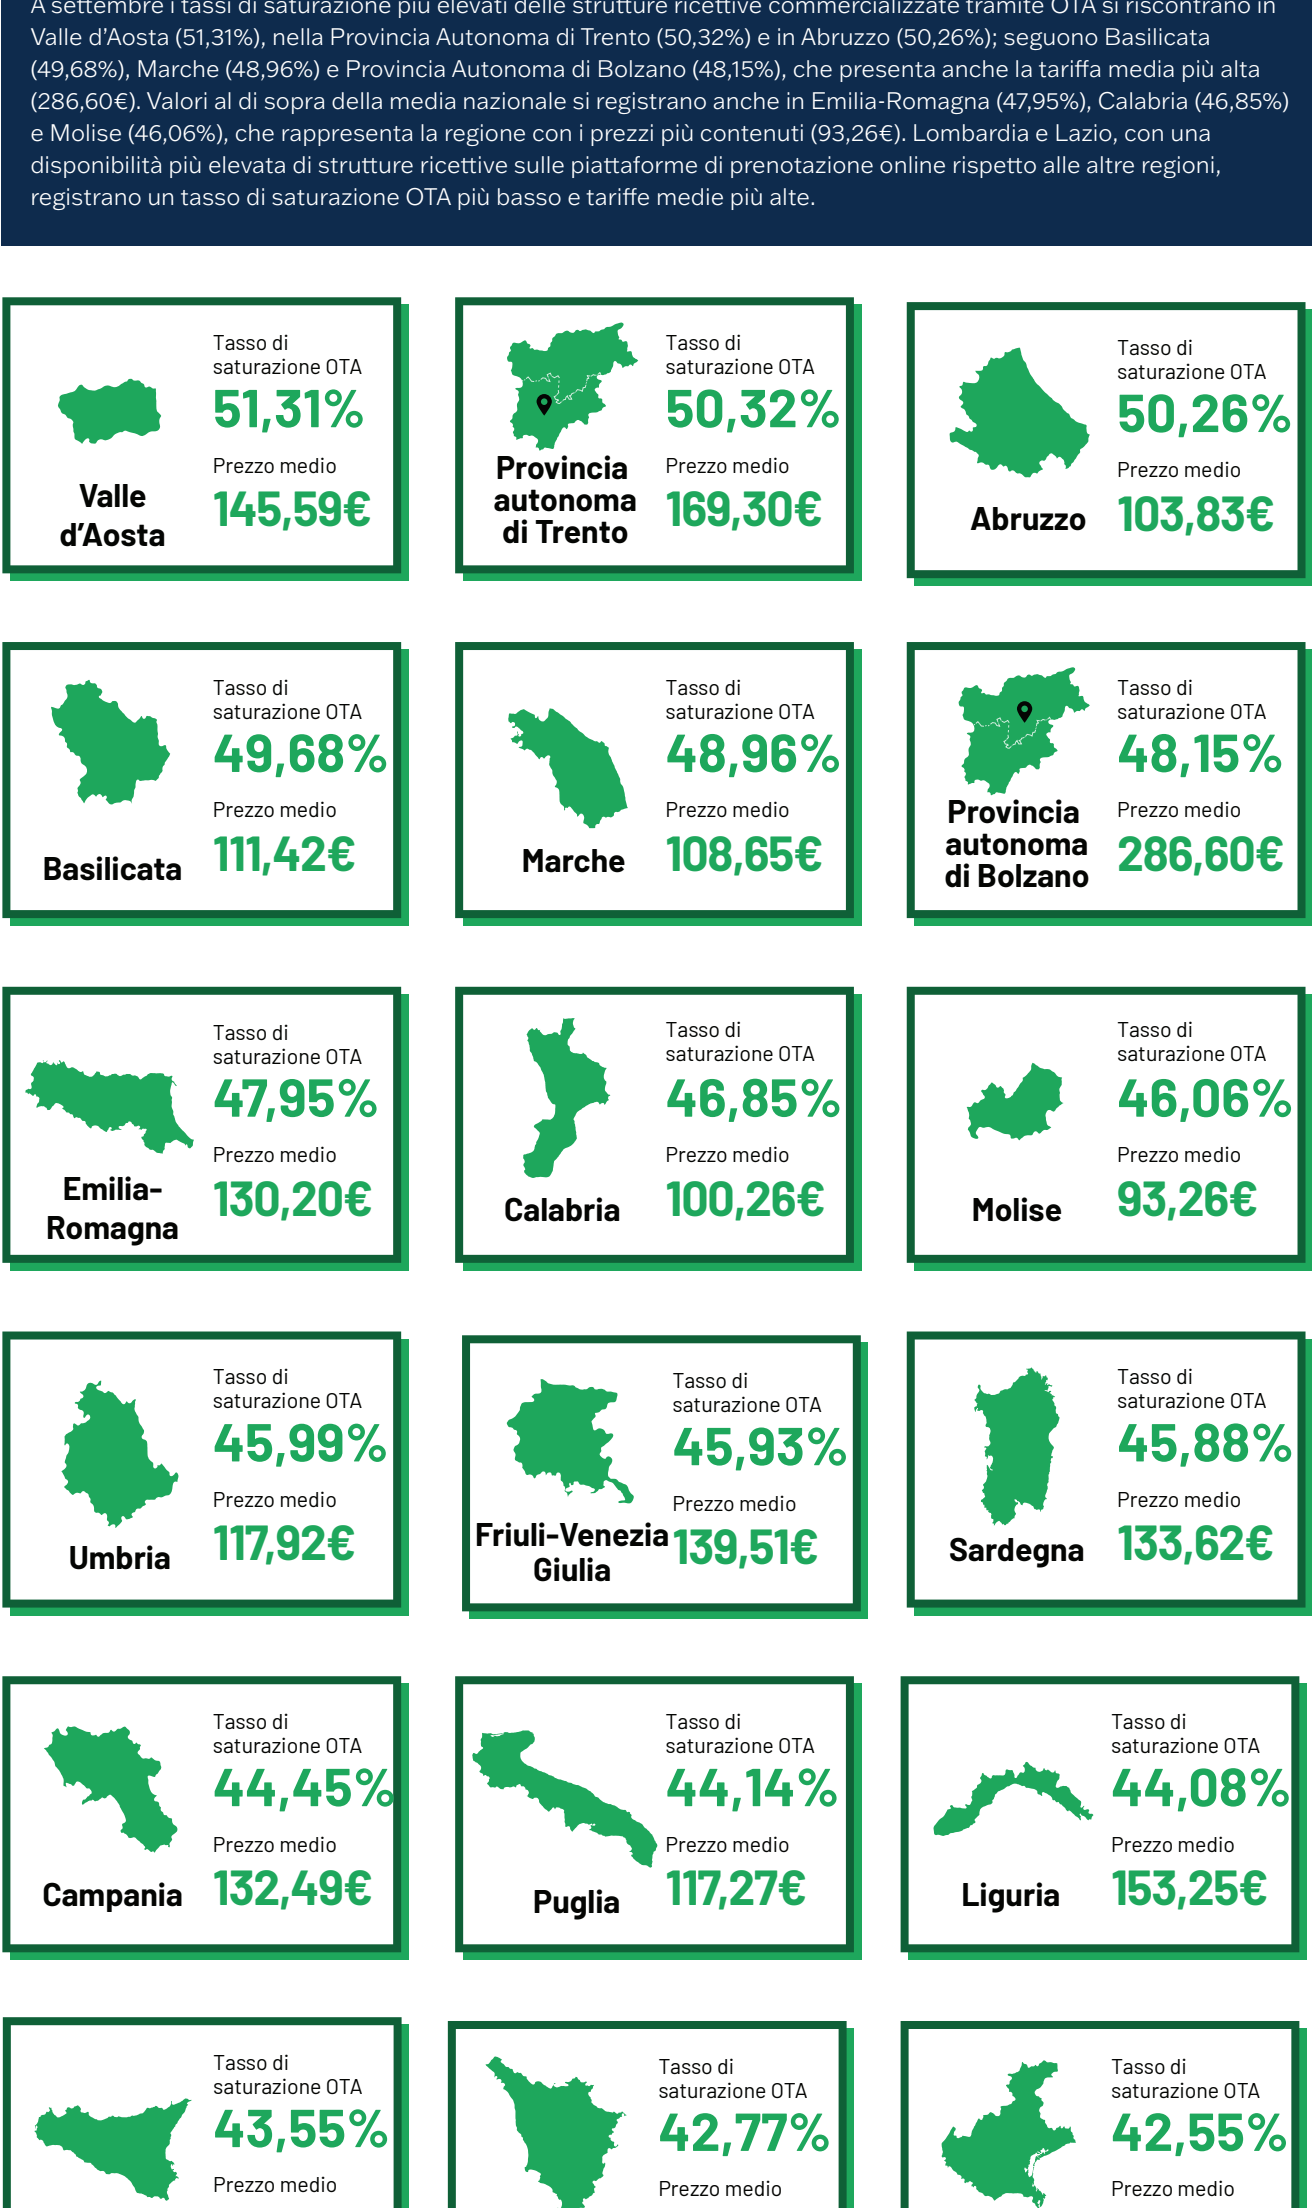 A settembre i tassi di saturazione più elevati delle strutture ricettive commercializzate tramite OTA si riscontrano in
Valle d’Aosta (51,31%), nella Provincia Autonoma di Trento (50,32%) e in Abruzzo (50,26%); seguono Basilicata
(49,68%), Marche (48,96%) e Provincia Autonoma di Bolzano (48,15%), che presenta anche la tariffa media più alta
(286,60€). Valori al di sopra della media nazionale si registrano anche in Emilia-Romagna (47,95%), Calabria (46,85%)
e Molise (46,06%), che rappresenta la regione con i prezzi più contenuti (93,26€). Lombardia e Lazio, con una
disponibilità più elevata di strutture ricettive sulle piattaforme di prenotazione online rispetto alle altre regioni,
registrano un tasso di saturazione OTA più basso e tariffe medie più alte.
Valle
d’Aosta
Tasso di
saturazione OTA
51,31%
Prezzo medio
145,59€
Provincia
autonoma
di Trento
Tasso di
saturazione OTA
50,32%
Prezzo medio
169,30€
Abruzzo
Tasso di
saturazione OTA
50,26%
Prezzo medio
103,83€
Basilicata
Tasso di
saturazione OTA
49,68%
Prezzo medio
111,42€
Marche
Tasso di
saturazione OTA
48,96%
Prezzo medio
108,65€
Provincia
autonoma
di Bolzano
Tasso di
saturazione OTA
48,15%
Prezzo medio
286,60€
Emilia-
Romagna
Tasso di
saturazione OTA
47,95%
Prezzo medio
130,20€
Calabria
Tasso di
saturazione OTA
46,85%
Prezzo medio
100,26€
Molise
Tasso di
saturazione OTA
46,06%
Prezzo medio
93,26€
Umbria
Tasso di
saturazione OTA
45,99%
Prezzo medio
117,92€
Friuli-Venezia
Giulia
Tasso di
saturazione OTA
45,93%
Prezzo medio
139,51€
Sardegna
Tasso di
saturazione OTA
45,88%
Prezzo medio
133,62€
Campania
Tasso di
saturazione OTA
44,45%
Prezzo medio
132,49€
Puglia
Tasso di
saturazione OTA
44,14%
Prezzo medio
117,27€
Liguria
Tasso di
saturazione OTA
44,08%
Prezzo medio
153,25€
Tasso di
saturazione OTA
43,55%
Prezzo medio
Tasso di
saturazione OTA
42,77%
Prezzo medio
Tasso di
saturazione OTA
42,55%
Prezzo medio